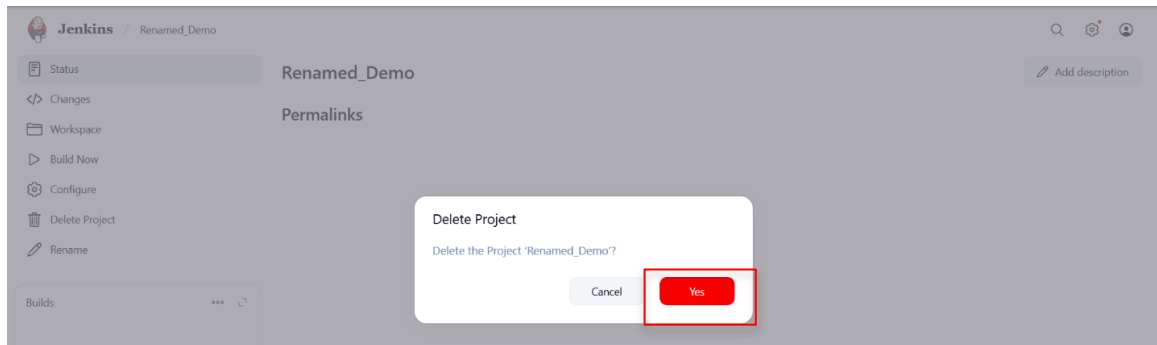 Jenkins / Renamed_Demo
Status
Changes
Workspace
Build Now
Configure
Delete Project
Rename
Builds
Renamed_Demo
Add description
Permalinks
Delete Project
Delete the Project 'Renamed_Demo'?
Cancel Yes